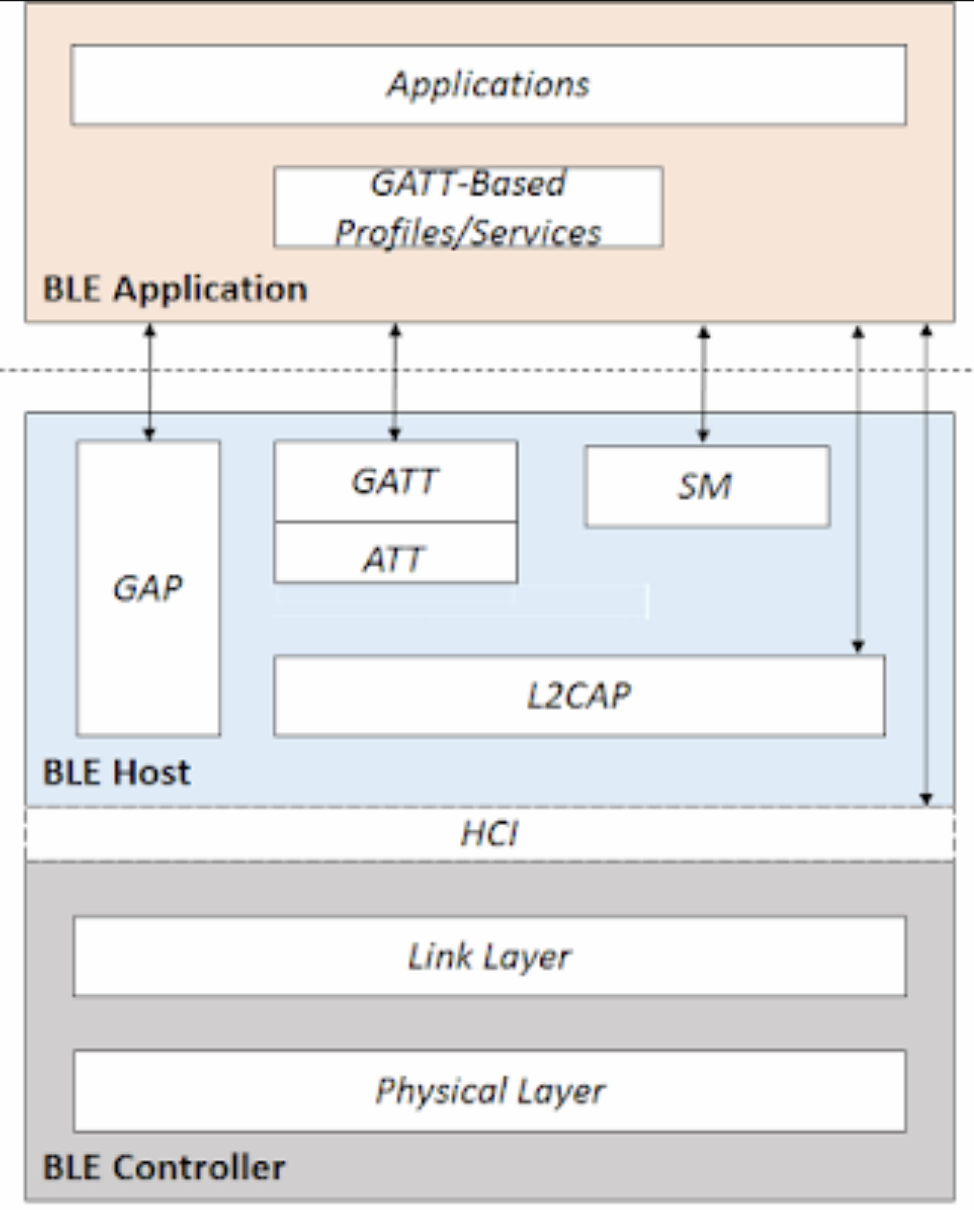 Applications
GATT-Based
Profiles/Services
BLE Application
GATT
SM
ATT
GAP
L2CAP
BLE Host
HCI
Link Layer
Physical Layer
BLE Controller